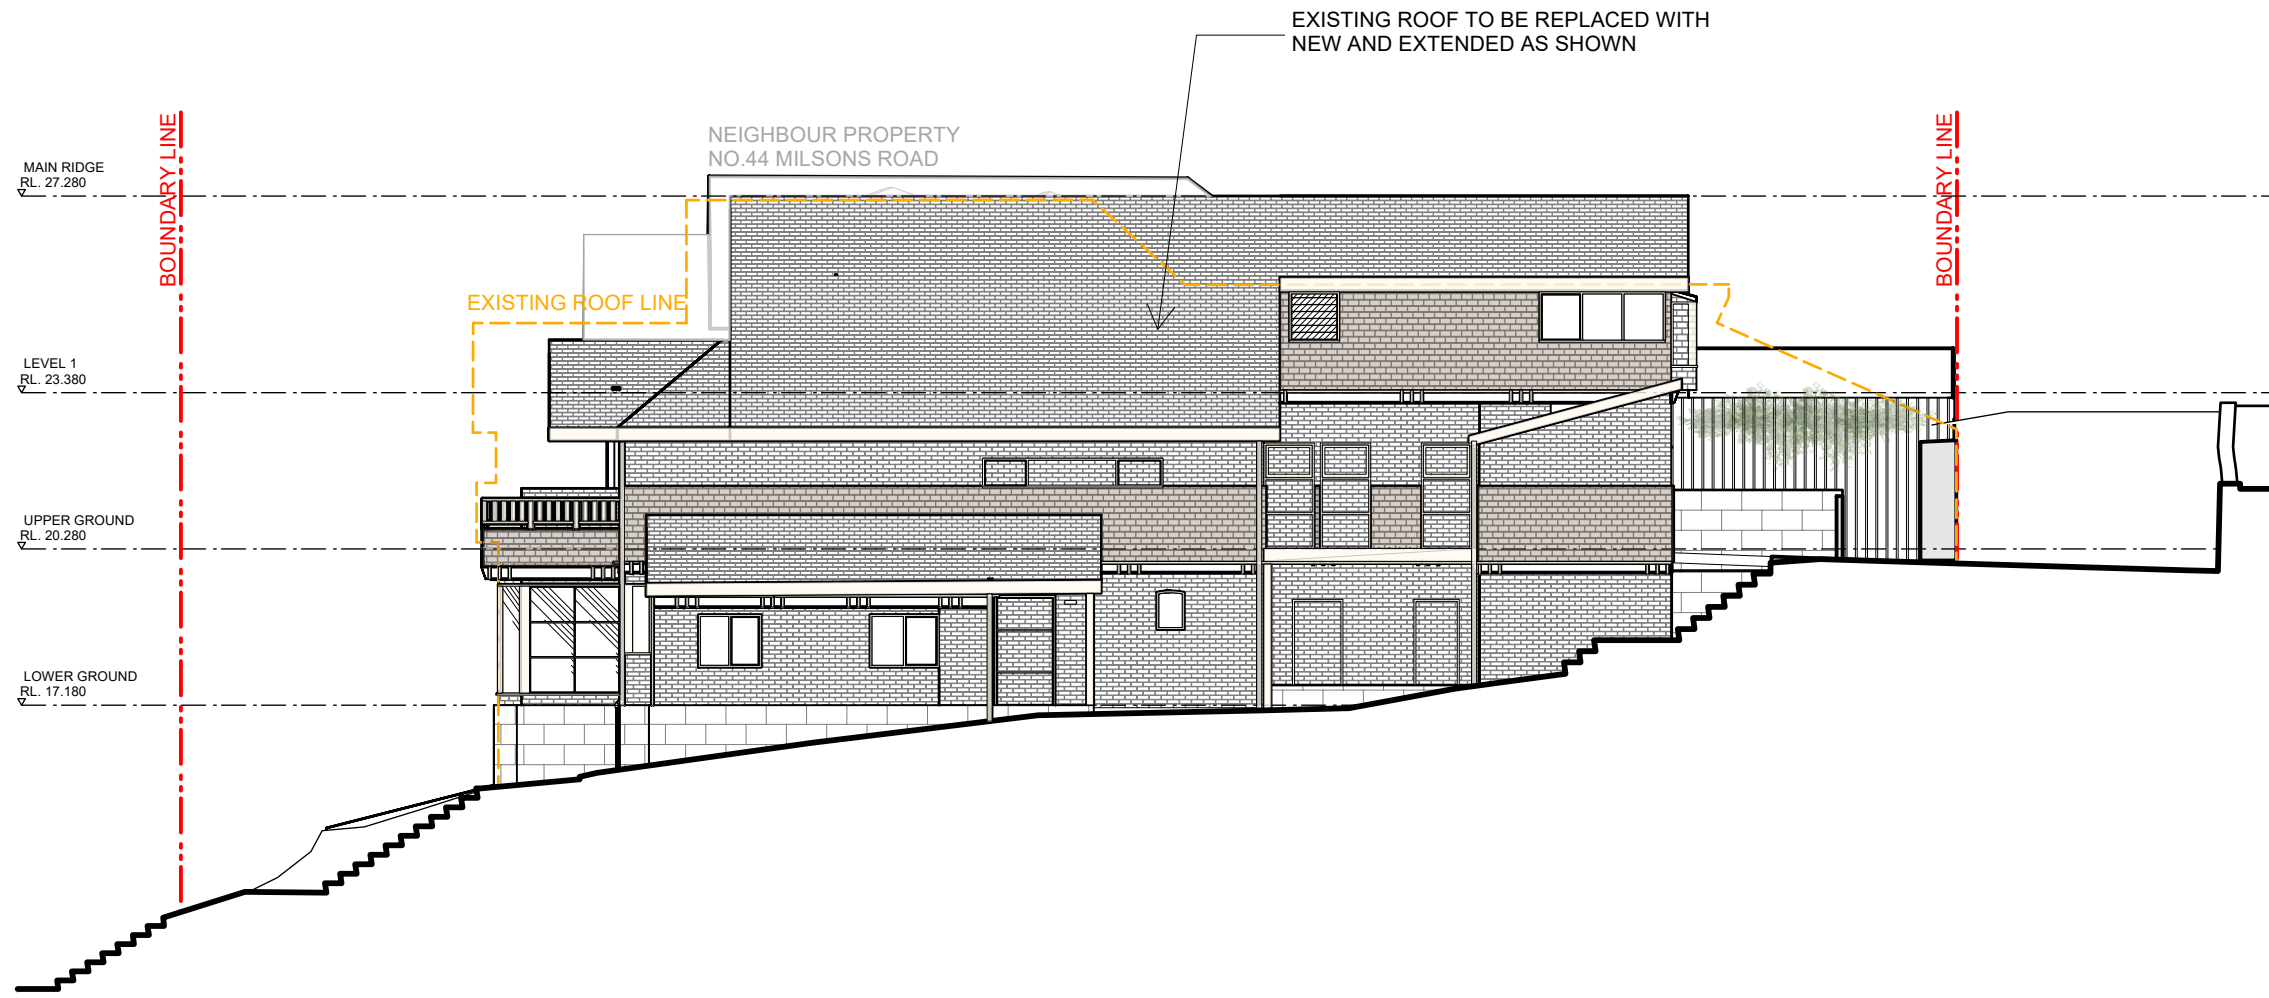 EXISTING ROOF TO BE REPLACED WITH
NEW AND EXTENDED AS SHOWN
NEIGHBOUR PROPERTY
NO.44 MILSONS ROAD
BOUNDARY LINE
BOUNDARY LINE
MAIN RIDGE
RL. 27.280
EXISTING ROOF LINE
LEVEL 1
RL. 23.380
UPPER GROUND
RL. 20.280
LOWER GROUND
RL. 17.180